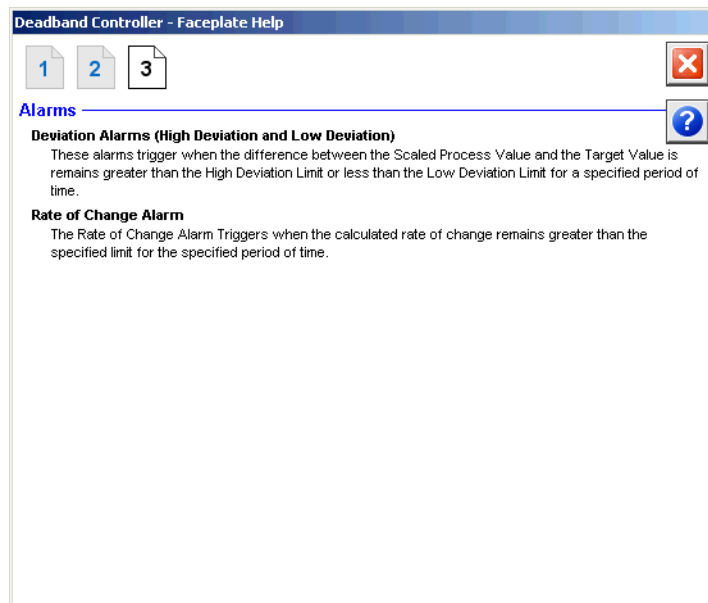 Deadband Controller - Faceplate Help
1 2 3
Alarms
?
Deviation Alarms (High Deviation and Low Deviation)
These alarms trigger when the difference between the Scaled Process Value and the Target Value is
remains greater than the High Deviation Limit or less than the Low Deviation Limit for a specified period of
time.
Rate of Change Alarm
The Rate of Change Alarm Triggers when the calculated rate of change remains greater than the
specified limit for the specified period of time.